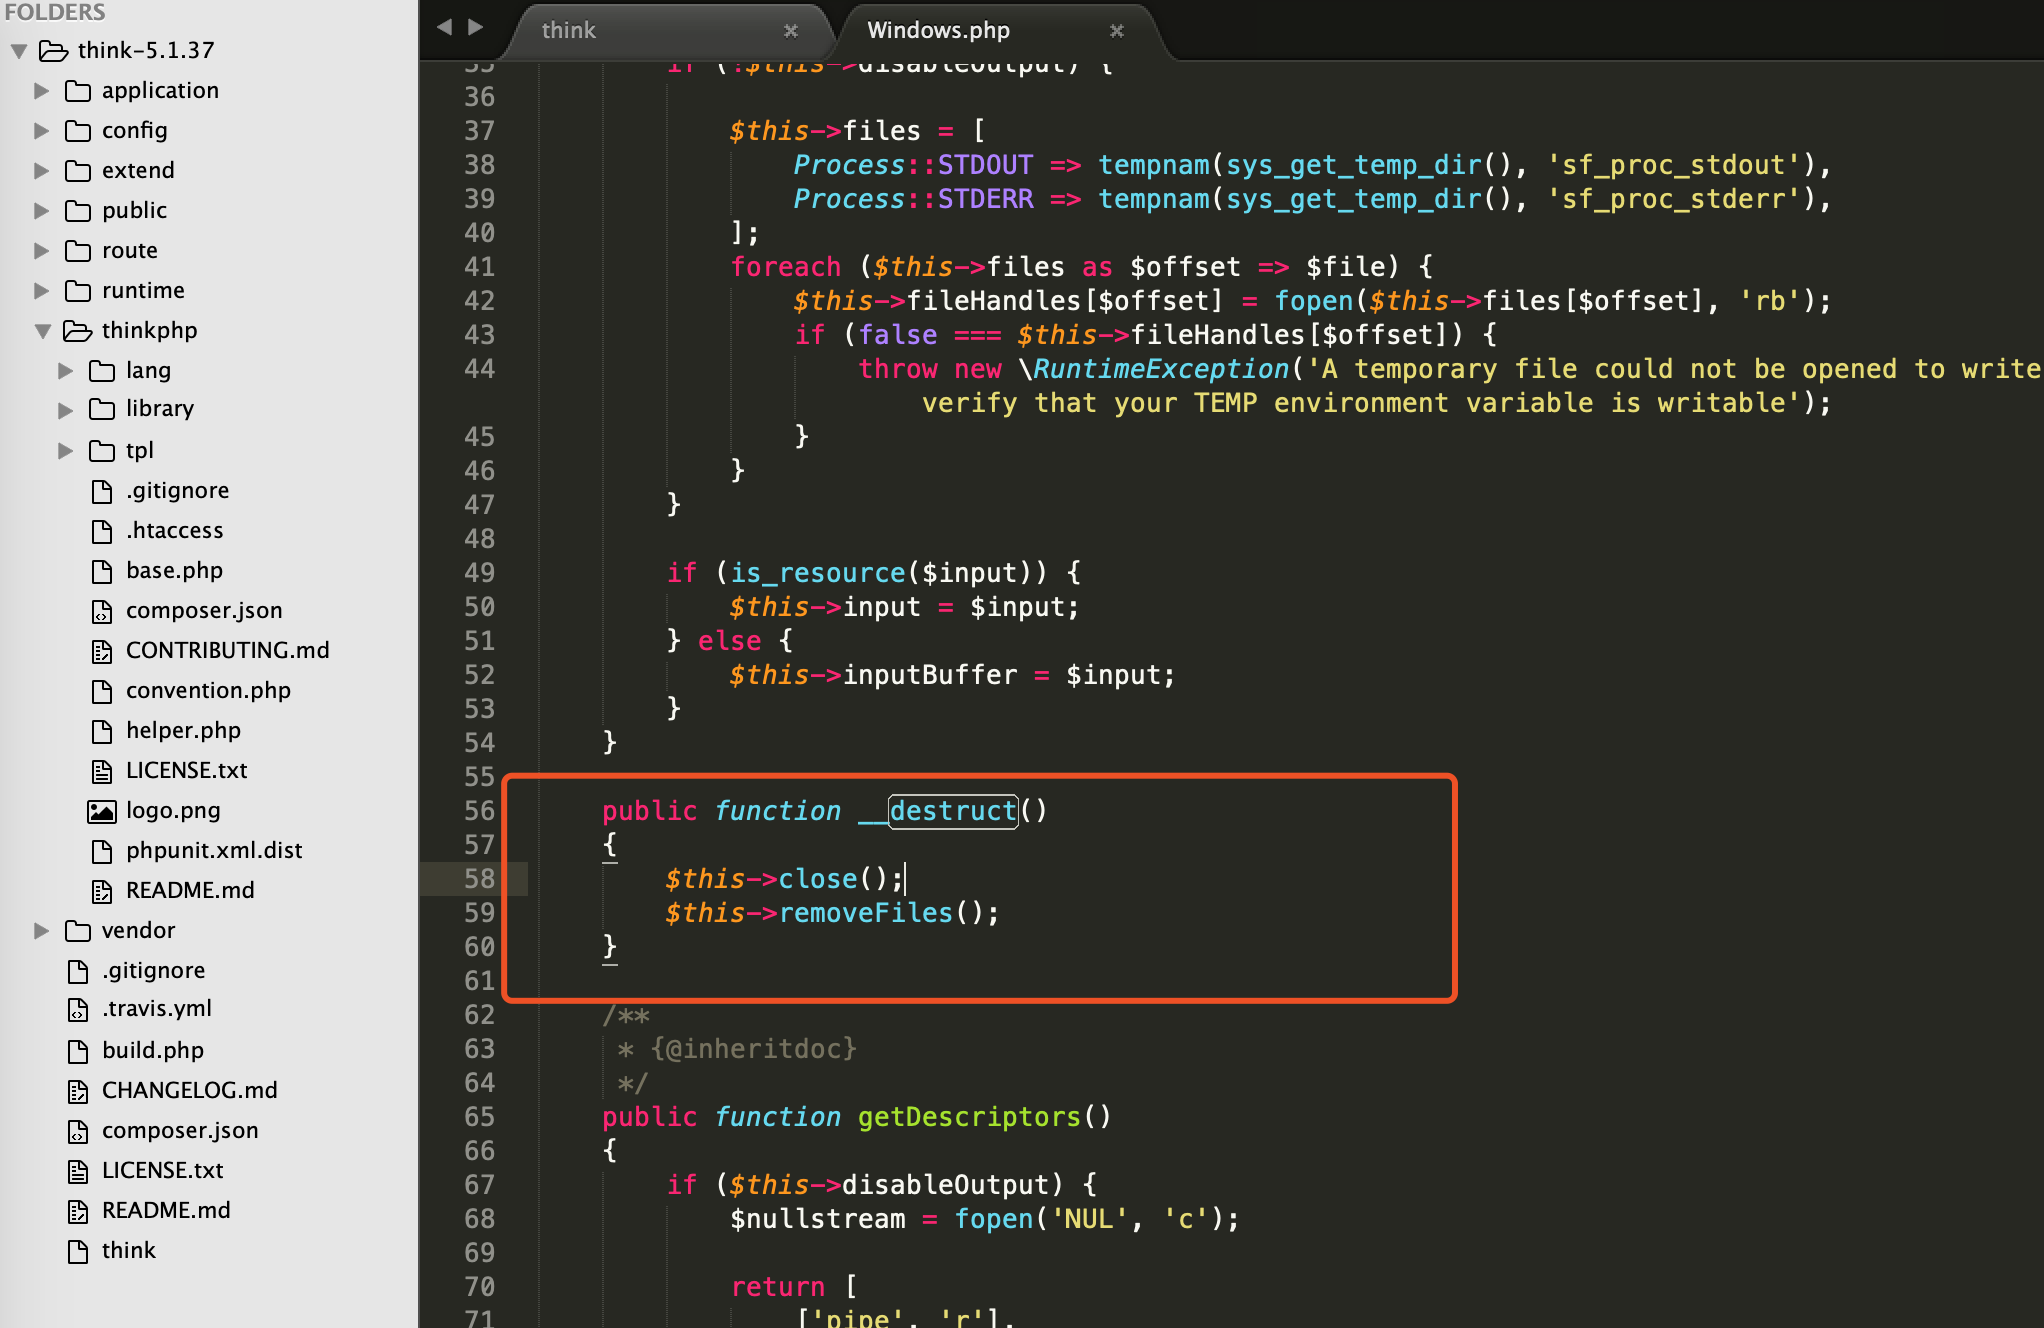 FOLDERS
think-5.1.37
application
config
extend
public
route
runtime
thinkphp
lang
library
tpl
.gitignore
.htaccess
base.php
composer.json
CONTRIBUTING.md
convention.php
helper.php
LICENSE.txt
logo.png
phpunit.xml.dist
README.md
vendor
.gitignore
.travis.yml
build.php
CHANGELOG.md
composer.json
LICENSE.txt
README.md
think
think
Windows.php
35 if (!$this->disableOutput) {
36
37 $this->files = [
38 Process::STDOUT => tempnam(sys_get_temp_dir(), 'sf_proc_stdout'),
39 Process::STDERR => tempnam(sys_get_temp_dir(), 'sf_proc_stderr'),
40 ];
41 foreach ($this->files as $offset => $file) {
42 $this->fileHandles[$offset] = fopen($this->files[$offset], 'rb');
43 if (false === $this->fileHandles[$offset]) {
44 throw new \RuntimeException('A temporary file could not be opened to write
verify that your TEMP environment variable is writable');
45 }
46 }
47 }
48
49 if (is_resource($input)) {
50 $this->input = $input;
51 } else {
52 $this->inputBuffer = $input;
53 }
54 }
55
56 public function __destruct()
57 {
58 $this->close();
59 $this->removeFiles();
60 }
61
62 /**
63 * {@inheritdoc}
64 */
65 public function getDescriptors()
66 {
67 if ($this->disableOutput) {
68 $nullstream = fopen('NUL', 'c');
69
70 return [
71 ['pipe', 'r'],